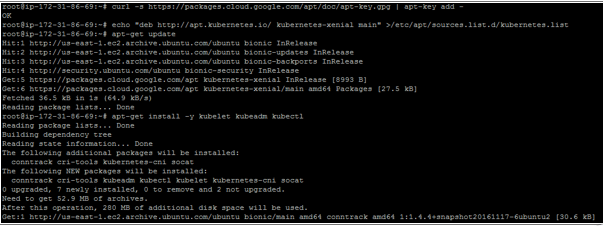 root@ip-172-31-86-69:~# curl -s https://packages.cloud.google.com/apt/doc/apt-key.gpg | apt-key add -
OK
root@ip-172-31-86-69:~# echo "deb http://apt.kubernetes.io/ kubernetes-xenial main" >/etc/apt/sources.list.d/kubernetes.list
root@ip-172-31-86-69:~# apt-get update
Hit:1 http://us-east-1.ec2.archive.ubuntu.com/ubuntu bionic InRelease
Hit:2 http://us-east-1.ec2.archive.ubuntu.com/ubuntu bionic-updates InRelease
Hit:3 http://us-east-1.ec2.archive.ubuntu.com/ubuntu bionic-backports InRelease
Hit:4 http://security.ubuntu.com/ubuntu bionic-security InRelease
Get:5 https://packages.cloud.google.com/apt kubernetes-xenial InRelease [8993 B]
Get:6 https://packages.cloud.google.com/apt kubernetes-xenial/main amd64 Packages [27.5 kB]
Fetched 36.5 kB in 1s (64.9 kB/s)
Reading package lists... Done
root@ip-172-31-86-69:~# apt-get install -y kubelet kubeadm kubectl
Reading package lists... Done
Building dependency tree
Reading state information... Done
The following additional packages will be installed:
conntrack cri-tools kubernetes-cni socat
The following NEW packages will be installed:
conntrack cri-tools kubeadm kubectl kubelet kubernetes-cni socat
0 upgraded, 7 newly installed, 0 to remove and 2 not upgraded.
Need to get 52.9 MB of archives.
After this operation, 280 MB of additional disk space will be used.
Get:1 http://us-east-1.ec2.archive.ubuntu.com/ubuntu bionic/main amd64 conntrack amd64 1:1.4.4+snapshot20161117-6ubuntu2 [30.6 kB]